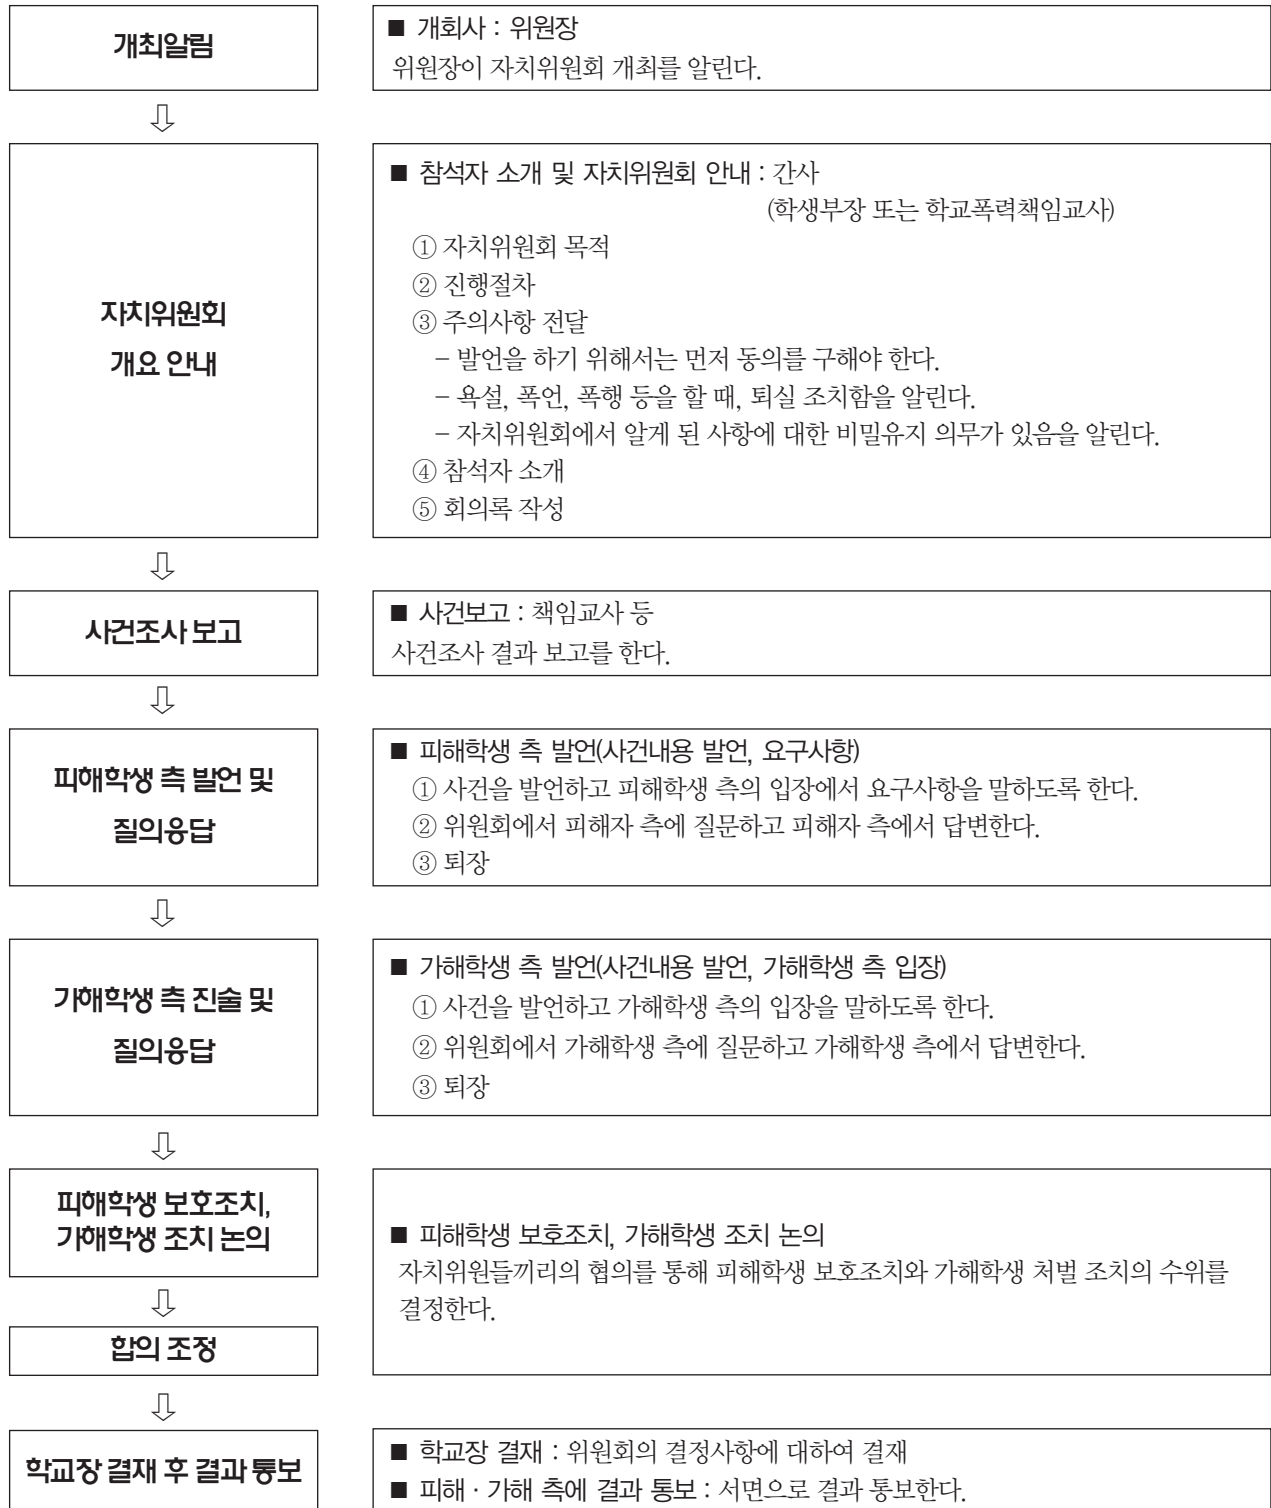 개최알림
■ 개회사 : 위원장
위원장이 자치위원회 개최를 알린다.
⇩
자치위원회
개요 안내
■ 참석자 소개 및 자치위원회 안내 : 간사
(학생부장 또는 학교폭력책임교사)
① 자치위원회 목적
② 진행절차
③ 주의사항 전달
– 발언을 하기 위해서는 먼저 동의를 구해야 한다.
– 욕설, 폭언, 폭행 등을 할 때, 퇴실 조치함을 알린다.
– 자치위원회에서 알게 된 사항에 대한 비밀유지 의무가 있음을 알린다.
④ 참석자 소개
⑤ 회의록 작성
⇩
사건조사 보고
■ 사건보고 : 책임교사 등
사건조사 결과 보고를 한다.
⇩
피해학생 측 발언 및
질의응답
■ 피해학생 측 발언(사건내용 발언, 요구사항)
① 사건을 발언하고 피해학생 측의 입장에서 요구사항을 말하도록 한다.
② 위원회에서 피해자 측에 질문하고 피해자 측에서 답변한다.
③ 퇴장
⇩
가해학생 측 진술 및
질의응답
■ 가해학생 측 발언(사건내용 발언, 가해학생 측 입장)
① 사건을 발언하고 가해학생 측의 입장을 말하도록 한다.
② 위원회에서 가해학생 측에 질문하고 가해학생 측에서 답변한다.
③ 퇴장
⇩
피해학생 보호조치,
가해학생 조치 논의
⇩
합의 조정
■ 피해학생 보호조치, 가해학생 조치 논의
자치위원들끼리의 협의를 통해 피해학생 보호조치와 가해학생 처벌 조치의 수위를
결정한다.
⇩
학교장 결재 후 결과 통보
■ 학교장 결재 : 위원회의 결정사항에 대하여 결재
■ 피해 · 가해 측에 결과 통보 : 서면으로 결과 통보한다.